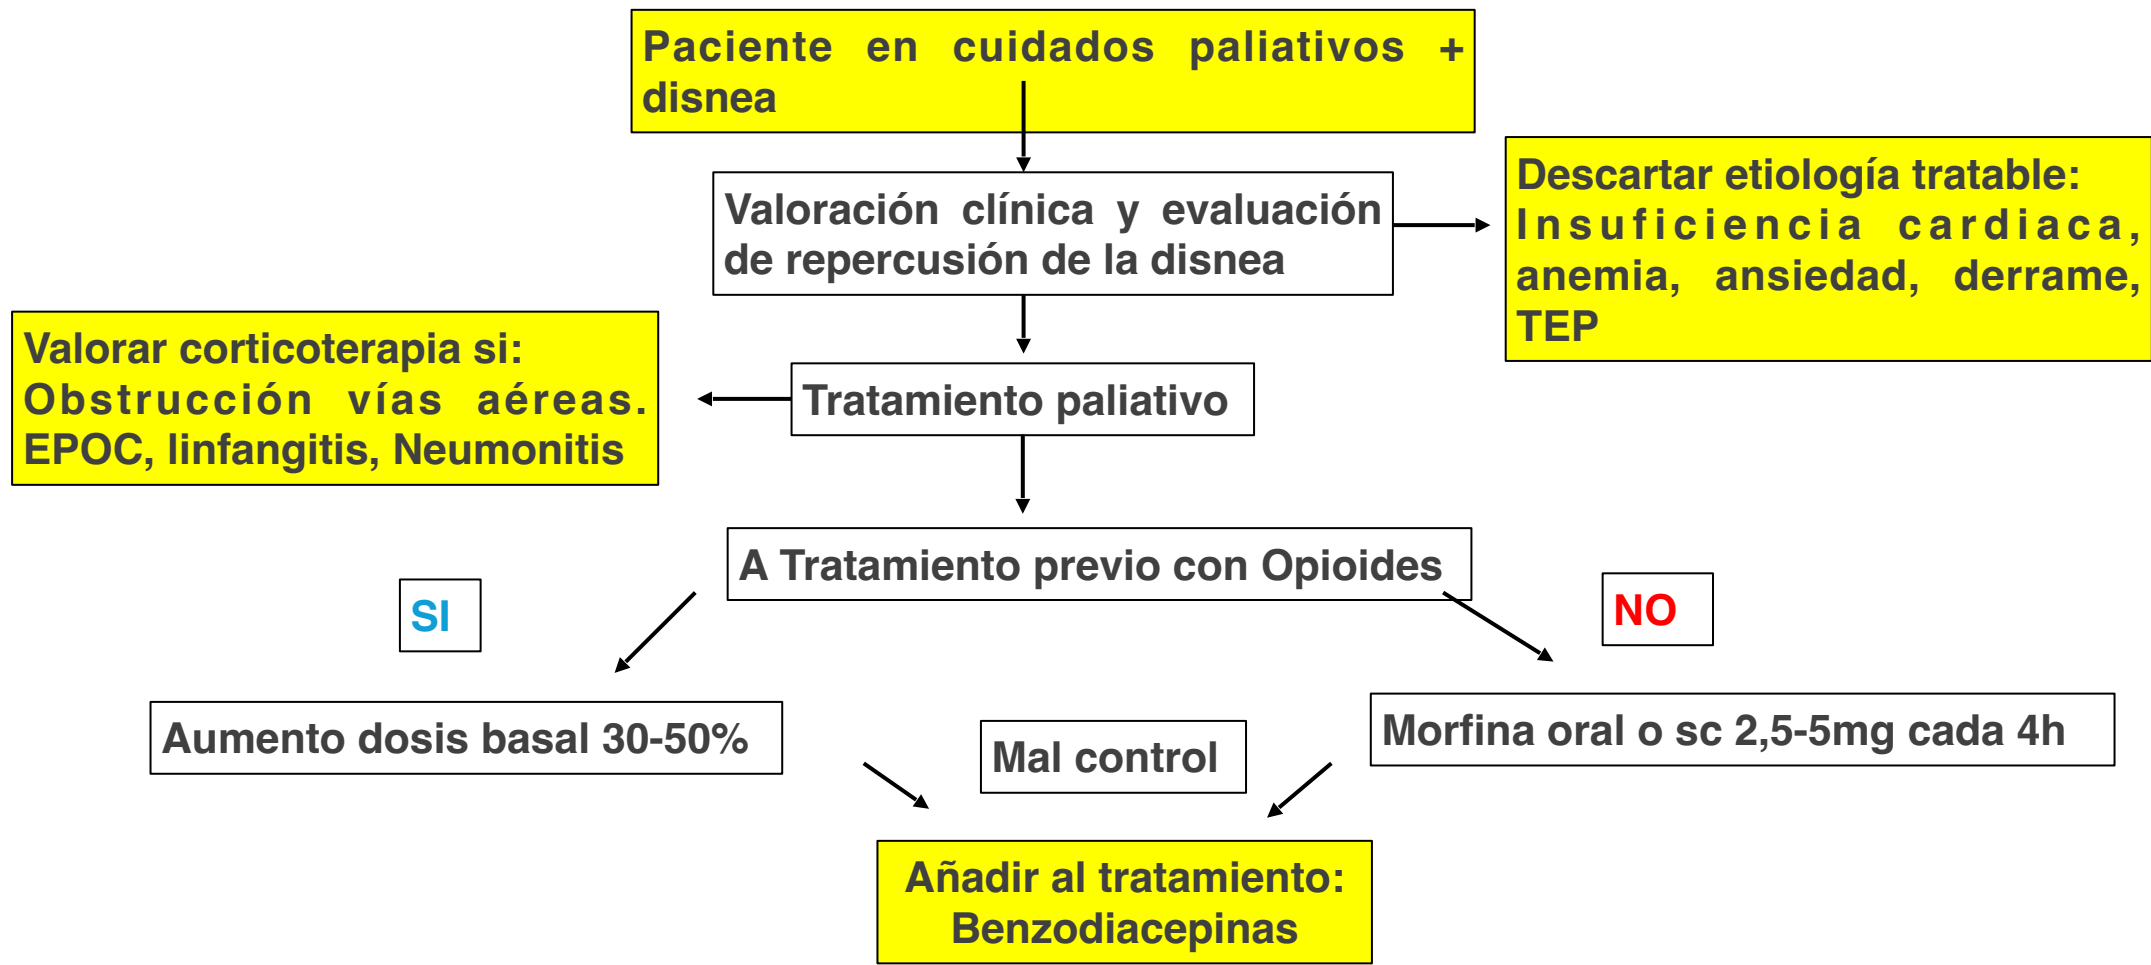 Paciente en cuidados paliativos +
disnea
Valoración clínica y evaluación
de repercusión de la disnea
Descartar etiología tratable:
Insuficiencia cardiaca,
anemia, ansiedad, derrame,
TEP
Valorar corticoterapia si:
Obstrucción vías aéreas.
EPOC, linfangitis, Neumonitis
Tratamiento paliativo
A Tratamiento previo con Opioides
SI
NO
Aumento dosis basal 30-50%
Mal control
Morfina oral o sc 2,5-5mg cada 4h
Añadir al tratamiento:
Benzodiacepinas